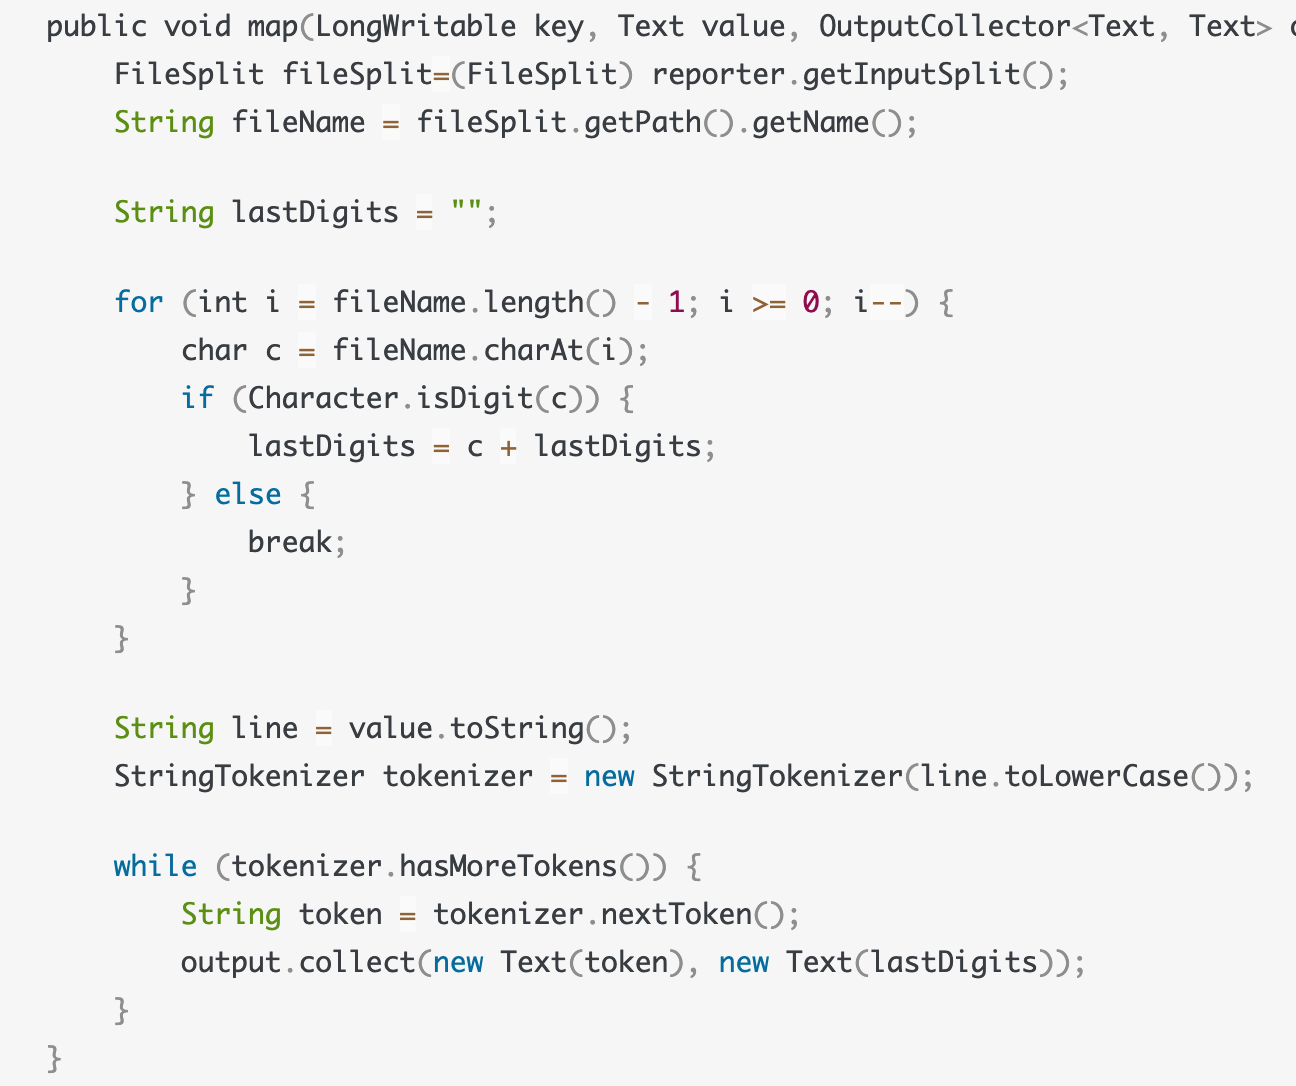 public void map(LongWritable key, Text value, OutputCollector<Text, Text>
FileSplit fileSplit=(FileSplit) reporter.getInputSplit();
String fileName = fileSplit.getPath().getName();
String lastDigits = "";
for (int i = fileName.length() - 1; i >= 0; i--) {
char c = fileName.charAt(i);
if (Character.isDigit(c)) {
lastDigits = c + lastDigits;
} else {
break;
}
}
String line = value.toString();
StringTokenizer tokenizer = new StringTokenizer(line.toLowerCase());
while (tokenizer.hasMoreTokens()) {
String token = tokenizer.nextToken();
output.collect(new Text(token), new Text(lastDigits));
}
}